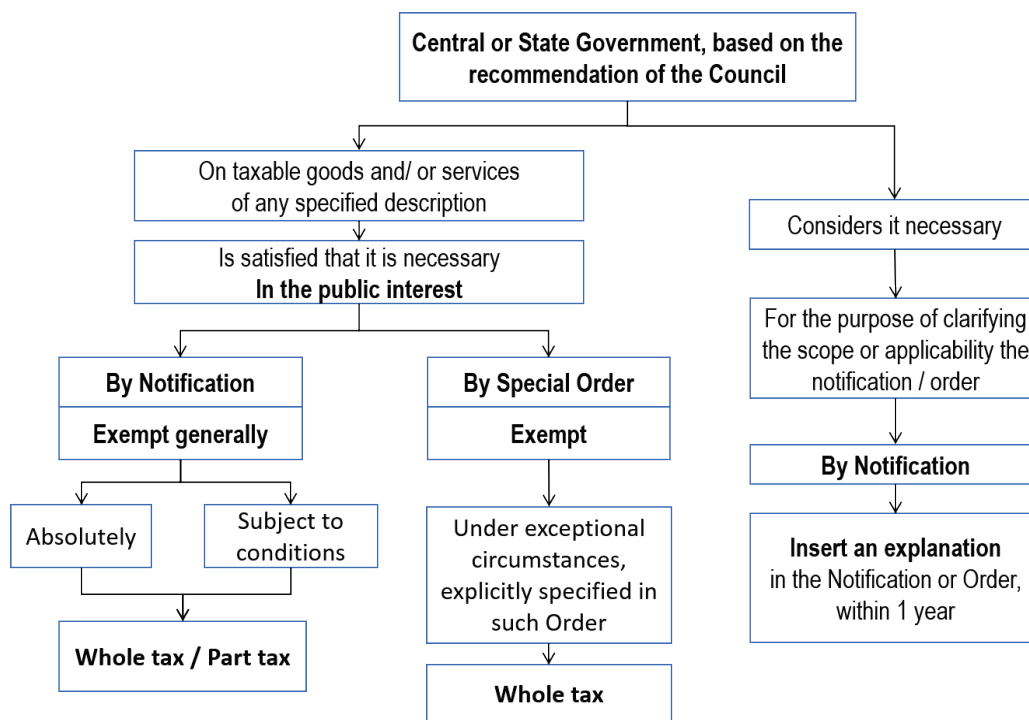 Central or State Government, based on the
recommendation of the Council
On taxable goods and/ or services
of any specified description
Is satisfied that it is necessary
In the public interest
By Notification
Exempt generally
Absolutely
Subject to
conditions
Whole tax / Part tax
By Special Order
Exempt
Under exceptional
circumstances,
explicitly specified in
such Order
Whole tax
Considers it necessary
For the purpose of clarifying
the scope or applicability the
notification / order
By Notification
Insert an explanation
in the Notification or Order,
within 1 year